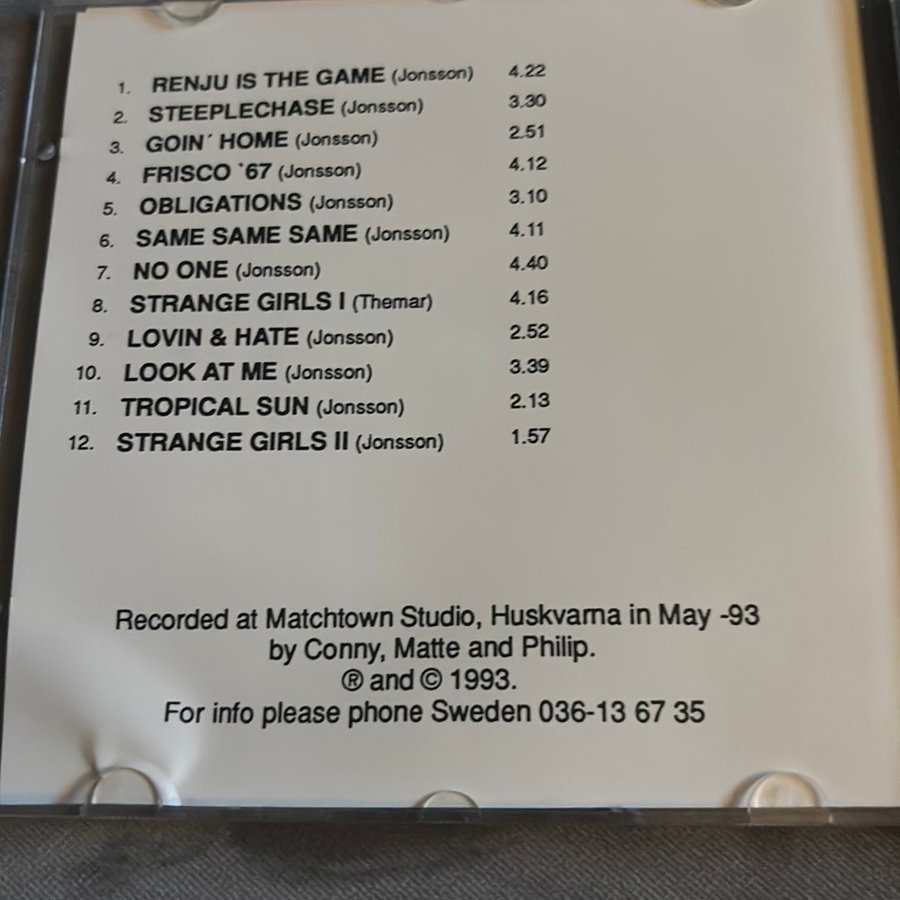 1. RENJU IS THE GAME (Jonsson) 4.22
2. STEEPLECHASE (Jonsson) 3.30
3. GOIN´ HOME (Jonsson) 2.51
4. FRISCO `67 (Jonsson) 4.12
5. OBLIGATIONS (Jonsson) 3.10
6. SAME SAME SAME (Jonsson) 4.11
7. NO ONE (Jonsson) 4.40
8. STRANGE GIRLS I (Themar) 4.16
9. LOVIN & HATE (Jonsson) 2.52
10. LOOK AT ME (Jonsson) 3.39
11. TROPICAL SUN (Jonsson) 2.13
12. STRANGE GIRLS II (Jonsson) 1.57
Recorded at Matchtown Studio, Huskvarna in May -93
by Conny, Matte and Philip.
® and © 1993.
For info please phone Sweden 036-13 67 35